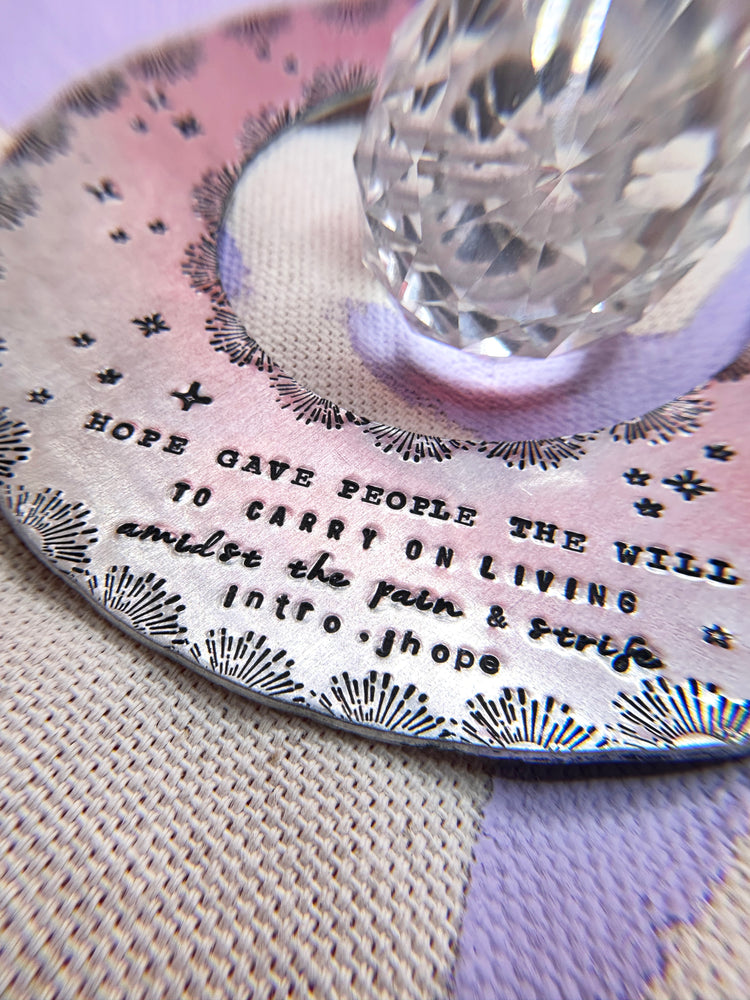 HOPE GAVE PEOPLE THE WILL
TO CARRY ON LIVING
amidst the pain & strife
intro • jhope